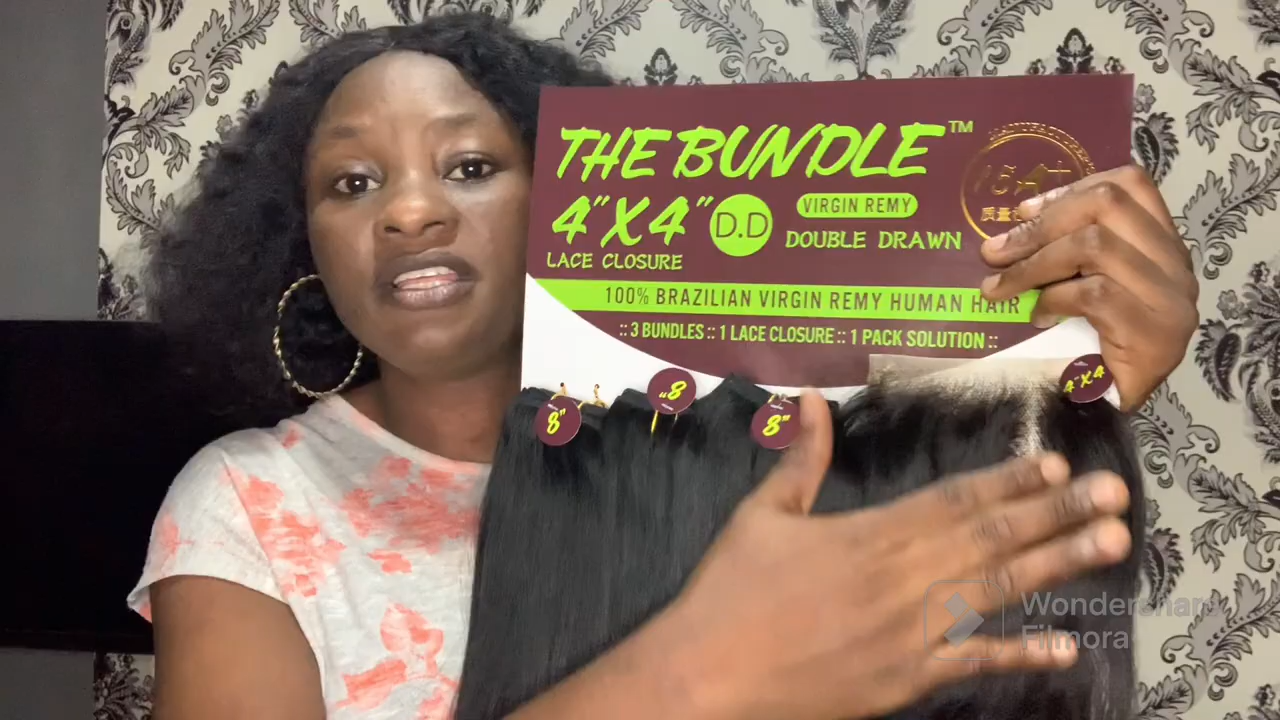 THE BUNDLE™
4"X4" D.D VIRGIN REMY
DOUBLE DRAWN
LACE CLOSURE
100% BRAZILIAN VIRGIN REMY HUMAN HAIR
:: 3 BUNDLES :: 1 LACE CLOSURE :: 1 PACK SOLUTION ::
8"
8"
8"
4"X4"
Wondershare
Filmora